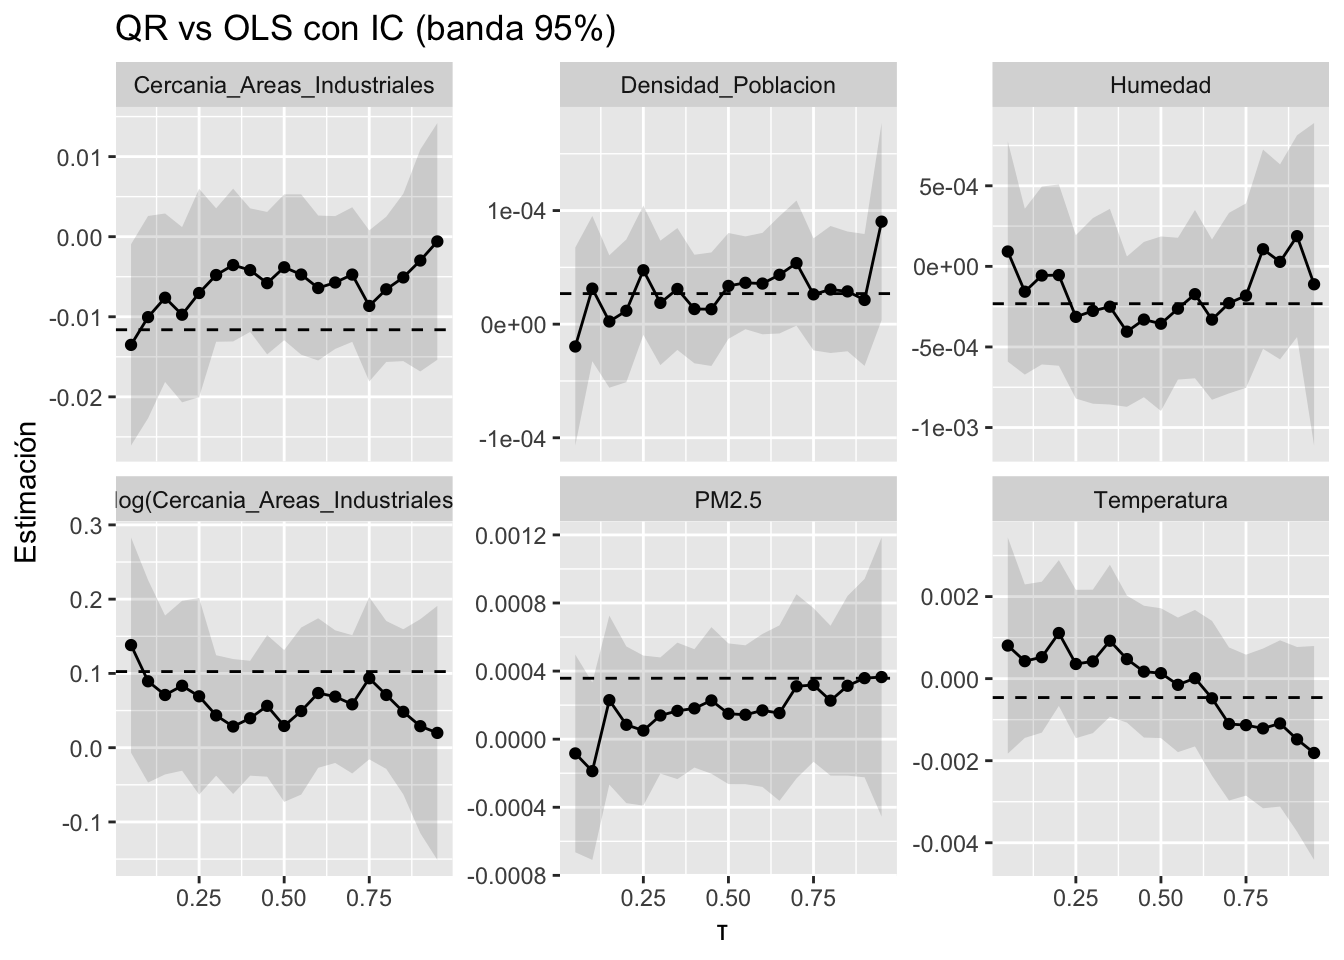 QR vs OLS con IC (banda 95%)
Cercania_Areas_Industriales
Densidad_Poblacion
Humedad
0.01
0.00
-0.01
-0.02
1e-04
0e+00
-1e-04
5e-04
0e+00
-5e-04
-1e-03
Estimación
log(Cercania_Areas_Industriales
PM2.5
Temperatura
0.3
0.2
0.1
0.0
-0.1
0.0012
0.0008
0.0004
0.0000
-0.0004
-0.0008
0.002
0.000
-0.002
-0.004
0.25 0.50 0.75
0.25 0.50 0.75
0.25 0.50 0.75
τ